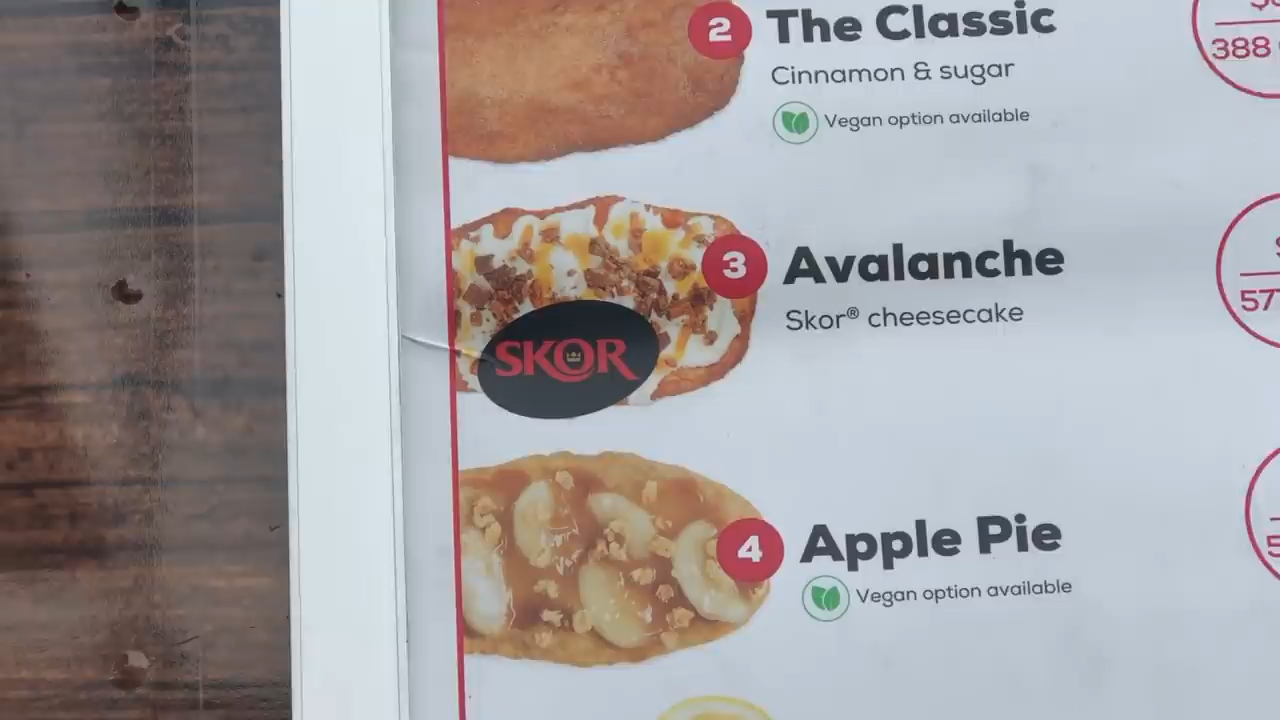 2
The Classic
Cinnamon & sugar
Vegan option available
388
3
Avalanche
Skor® cheesecake
SKOR
57
4
Apple Pie
Vegan option available
5